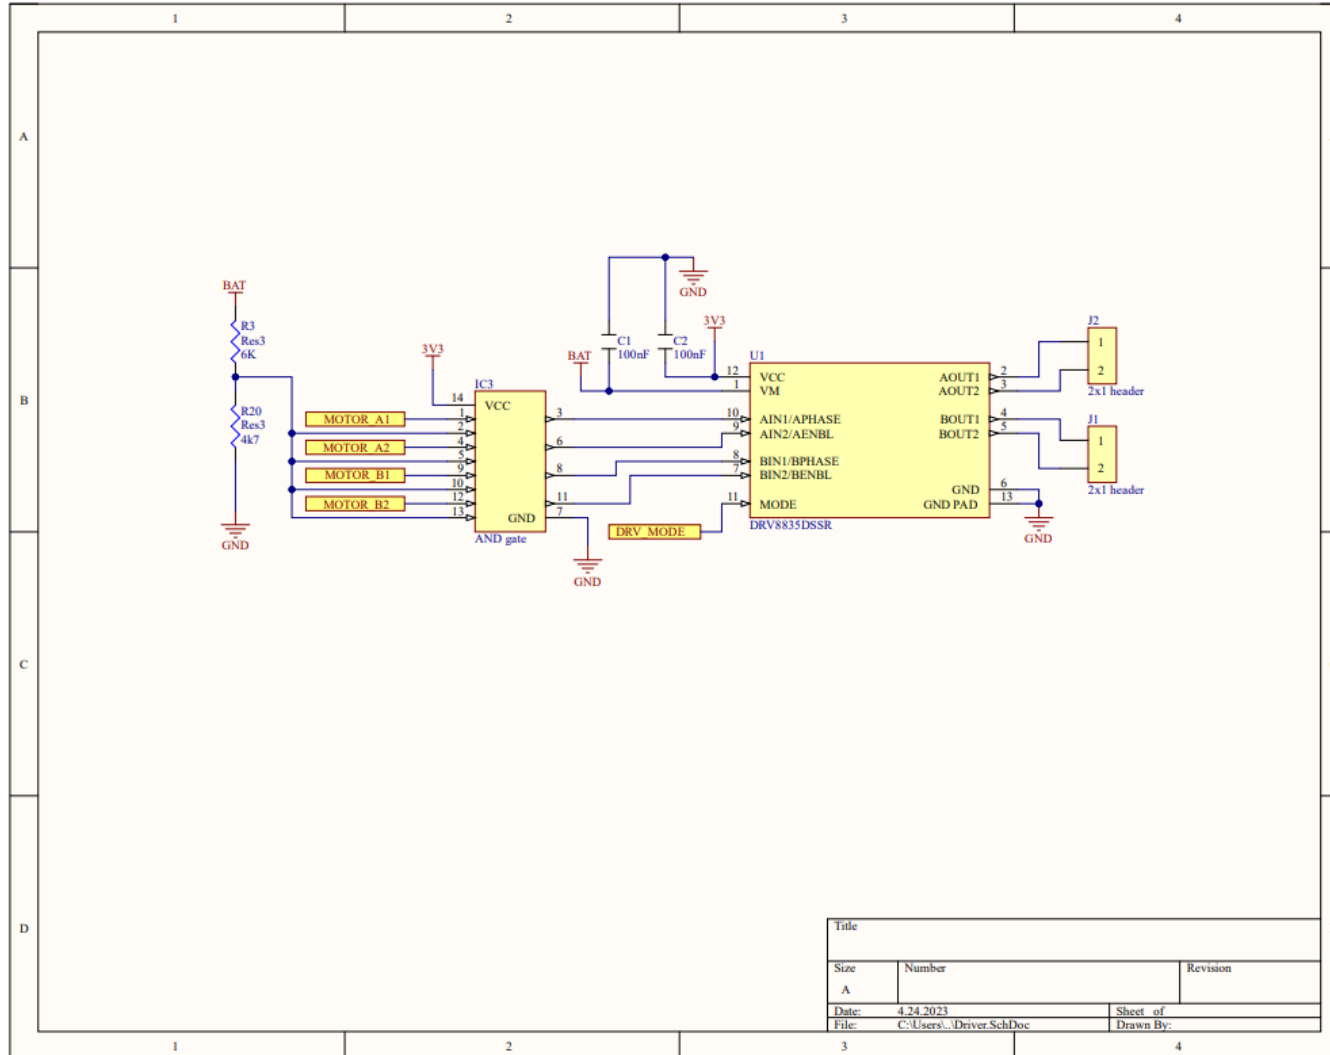 1 2 3 4
A
B
C
D
BAT
R3
Res3
6K
R20
Res3
4k7
GND
MOTOR_A1
MOTOR_A2
MOTOR_B1
MOTOR_B2
3V3
IC3
VCC
14
1
2
4
5
9
10
12
13
3
6
8
11
7
GND
AND gate
GND
GND
C1
100nF
C2
100nF
3V3
BAT
DRV_MODE
U1
12 VCC
1 VM
10 AIN1/APHASE
9 AIN2/AENBL
8 BIN1/BPHASE
7 BIN2/BENBL
11 MODE
AOUT1 2
AOUT2 3
BOUT1 4
BOUT2 5
GND 6
GND PAD 13
DRV8835DSSR
GND
J2
1
2
2x1 header
J1
1
2
2x1 header
Title
Size Number Revision
A
Date: 4.24.2023 Sheet of
File: C:\Users\..\Driver.SchDoc Drawn By:
1 2 3 4